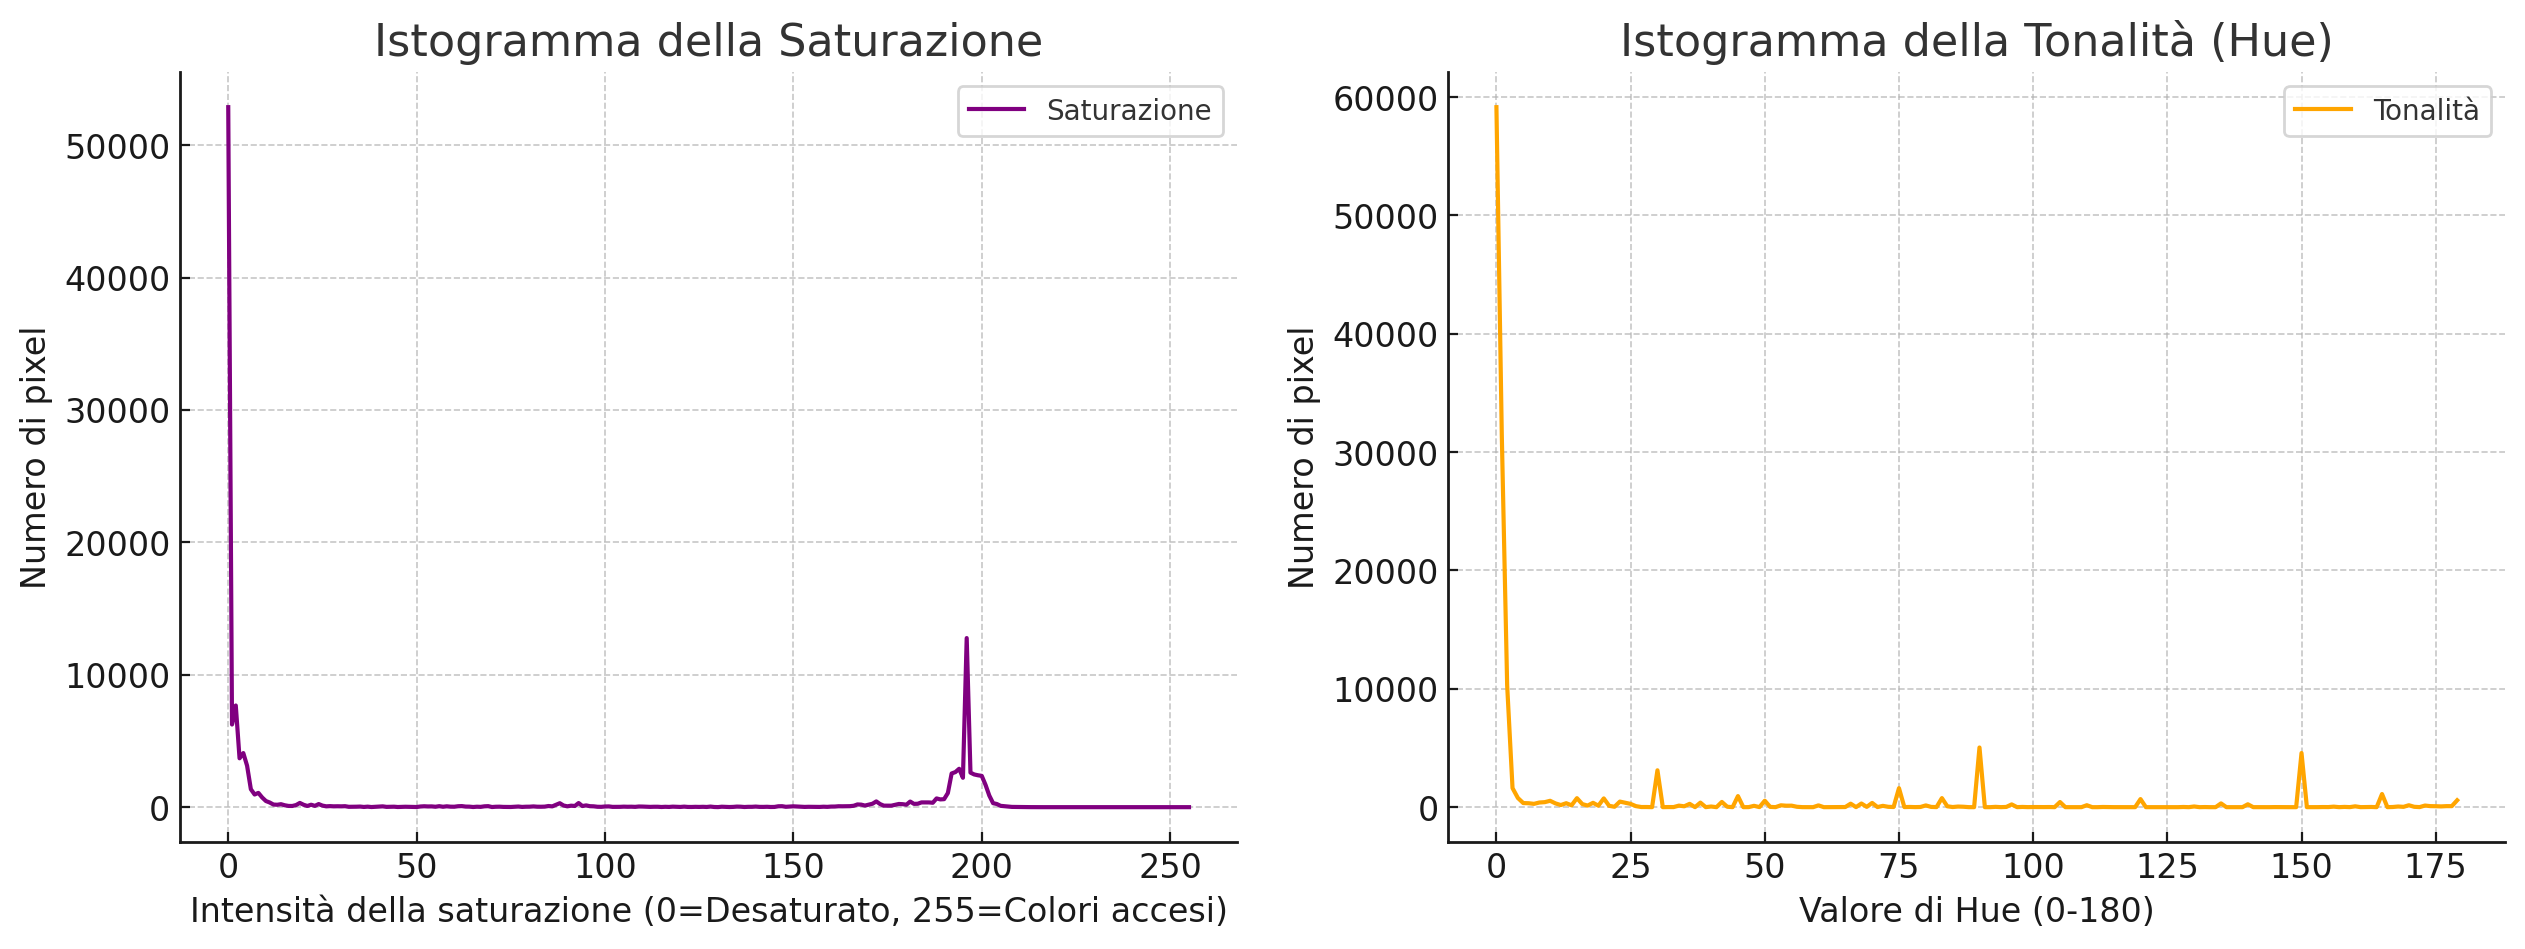 Istogramma della Saturazione
Saturazione
50000
40000
30000
20000
10000
0
Numero di pixel
0 50 100 150 200 250
Intensità della saturazione (0=Desaturato, 255=Colori accesi)
Istogramma della Tonalità (Hue)
Tonalità
60000
50000
40000
30000
20000
10000
0
Numero di pixel
0 25 50 75 100 125 150 175
Valore di Hue (0-180)